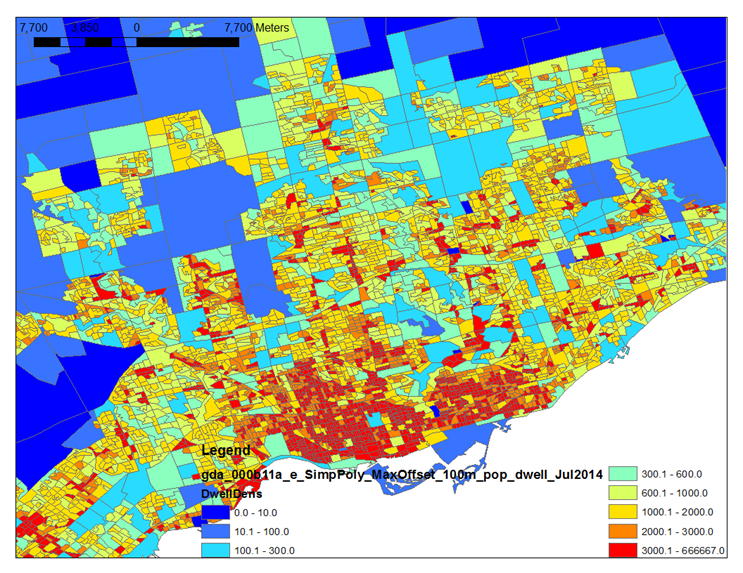 7,700 3,850 0 7,700 Meters
Legend
gda_000b11a_e_SimpPoly_MaxOffset_100m_pop_dwell_Jul2014
DwellDens
0.0 - 10.0
10.1 - 100.0
100.1 - 300.0
300.1 - 600.0
600.1 - 1000.0
1000.1 - 2000.0
2000.1 - 3000.0
3000.1 - 666667.0